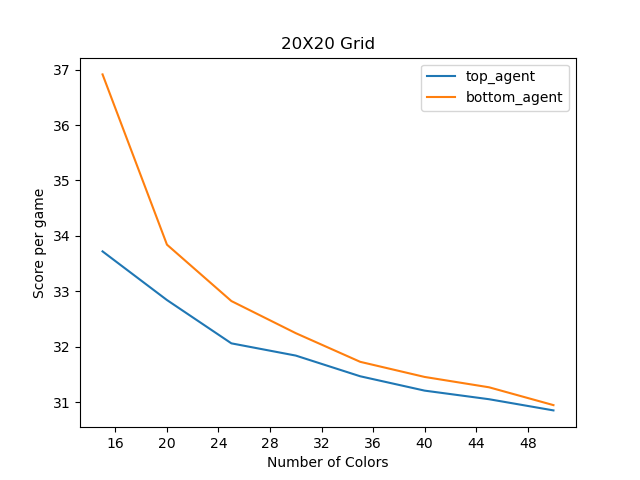 20X20 Grid
top_agent
bottom_agent
37
36
35
34
33
32
31
Score per game
16 20 24 28 32 36 40 44 48
Number of Colors